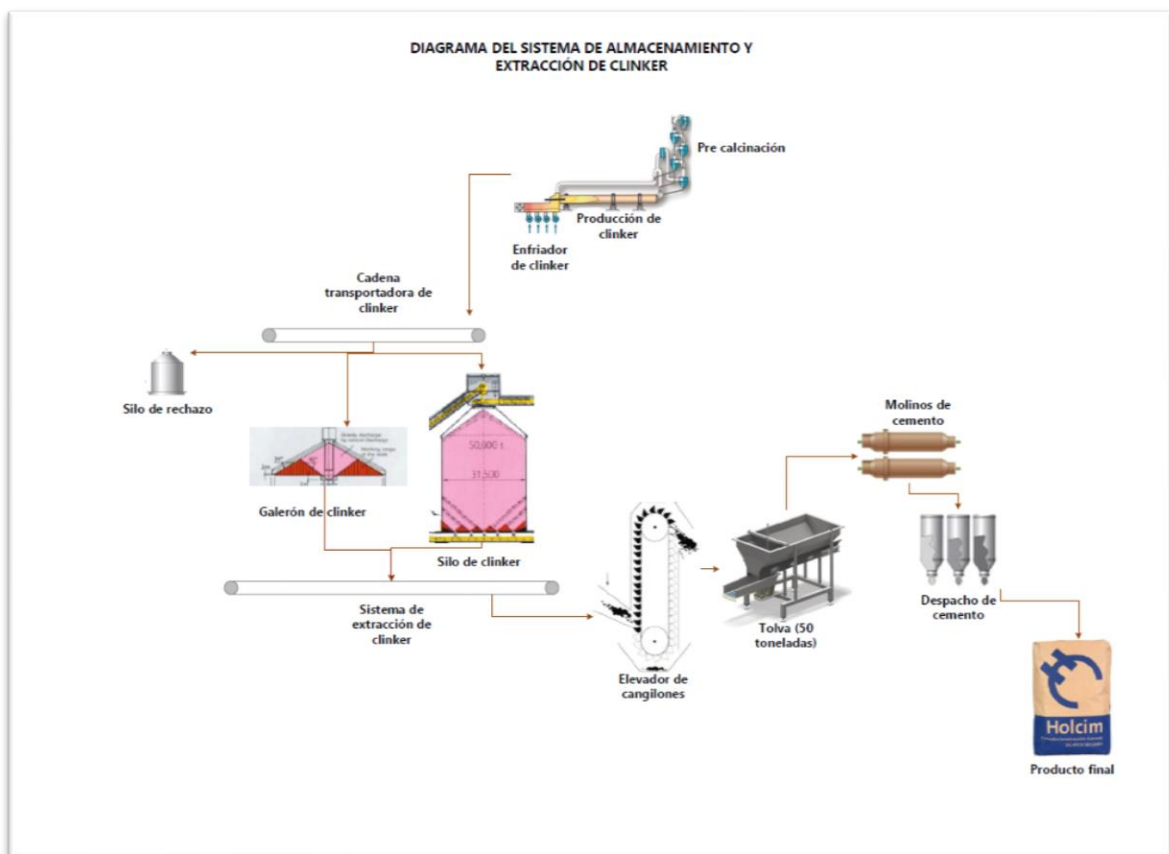 DIAGRAMA DEL SISTEMA DE ALMACENAMIENTO Y
EXTRACCIÓN DE CLINKER
Pre calcinación
Producción de
clinker
Enfriador
de clinker
Cadena
transportadora de
clinker
Silo de rechazo
50,000 t
31,500
Galerón de clinker
Silo de clinker
Sistema de
extracción de
clinker
Elevador de
cangilones
Tolva (50
toneladas)
Molinos de
cemento
Despacho de
cemento
Holcim
Producto final